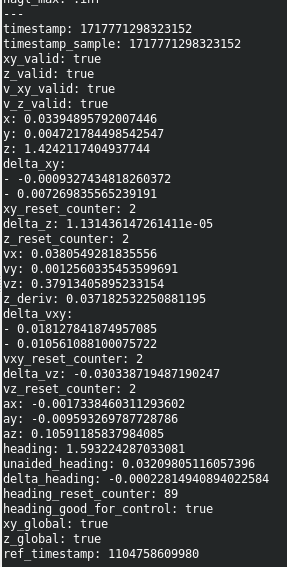 hagl_max: .inf
---
timestamp: 1717771298323152
timestamp_sample: 1717771298323152
xy_valid: true
z_valid: true
v_xy_valid: true
v_z_valid: true
x: 0.03394895792007446
y: 0.004721784498542547
z: 1.4242117404937744
delta_xy:
- -0.0009327434818260372
- 0.007269835565239191
xy_reset_counter: 2
delta_z: 1.131436147261411e-05
z_reset_counter: 2
vx: 0.0380549281835556
vy: 0.0012560335453599691
vz: 0.37913405895233154
z_deriv: 0.037182532250881195
delta_vxy:
- 0.018127841874957085
- 0.010561088100075722
vxy_reset_counter: 2
delta_vz: -0.030338719487190247
vz_reset_counter: 2
ax: -0.0017338460311293602
ay: -0.009593269787728786
az: 0.10591185837984085
heading: 1.593224287033081
unaided_heading: 0.03209805116057396
delta_heading: -0.00022814940894022584
heading_reset_counter: 89
heading_good_for_control: true
xy_global: true
z_global: true
ref_timestamp: 1104758609980